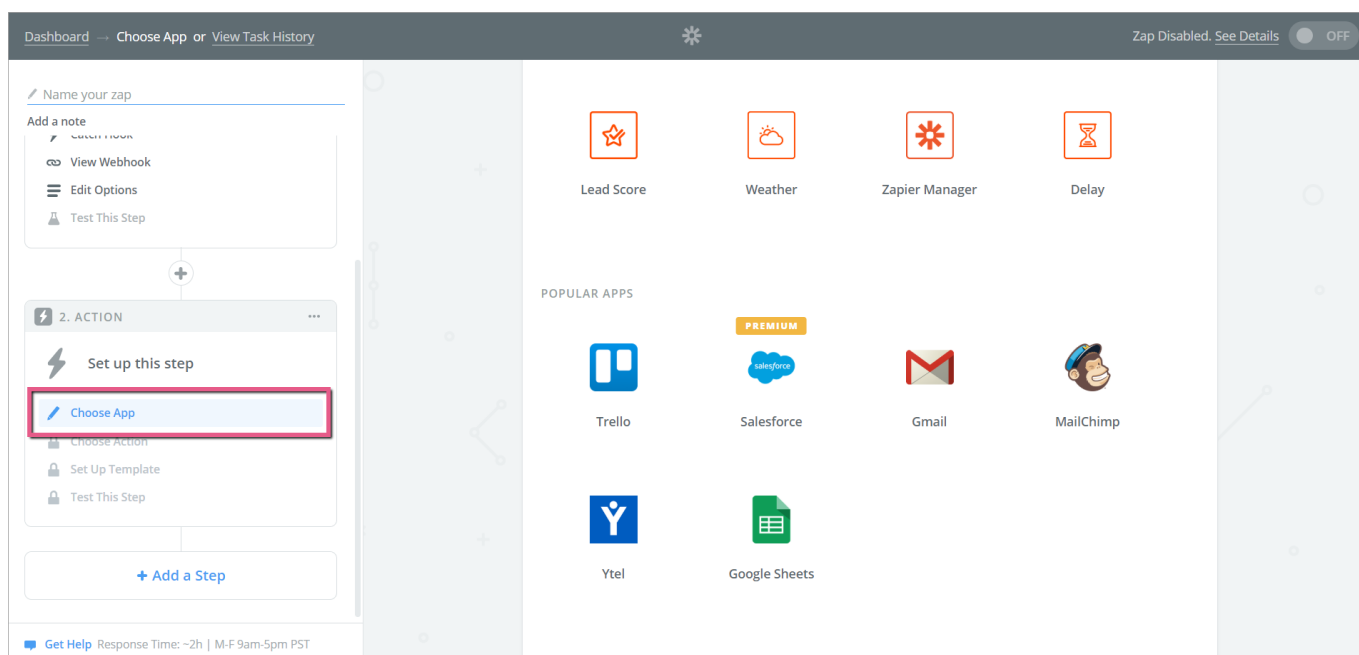 Dashboard → Choose App or View Task History
Zap Disabled. See Details OFF
Name your zap
Add a note
Catch Hook
View Webhook
Edit Options
Test This Step
2. ACTION
Set up this step
Choose App
Choose Action
Set Up Template
Test This Step
+ Add a Step
Get Help Response Time: ~2h | M-F 9am-5pm PST
Lead Score Weather Zapier Manager Delay
POPULAR APPS
PREMIUM
salesforce
Trello Salesforce Gmail MailChimp
Ytel Google Sheets